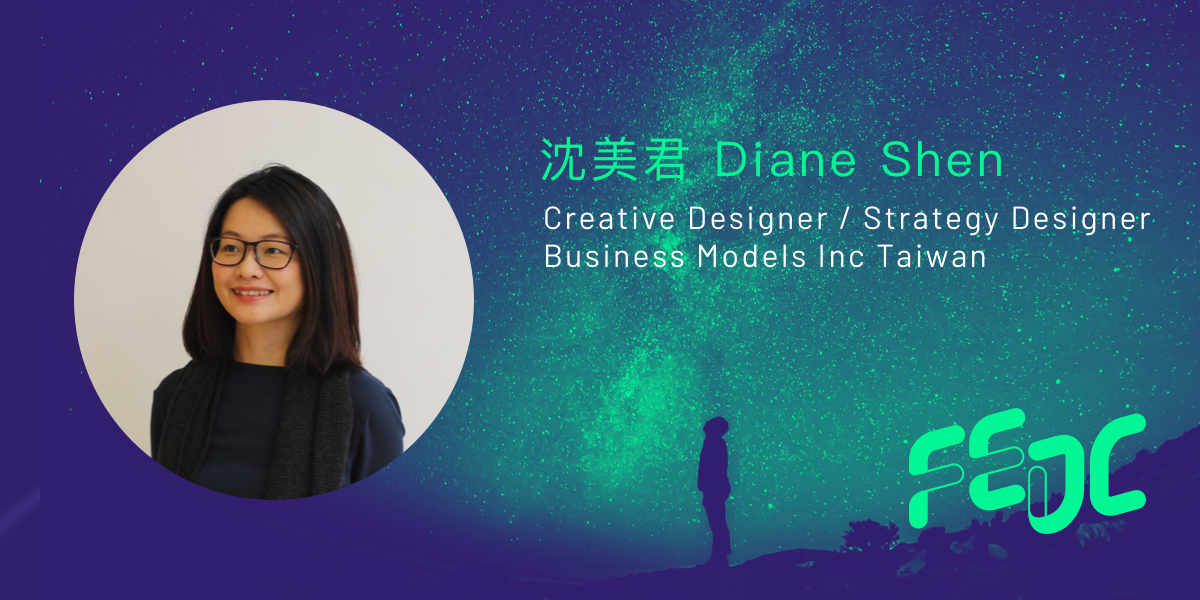 沈美君 Diane Shen
Creative Designer / Strategy Designer
Business Models Inc Taiwan
FEDC